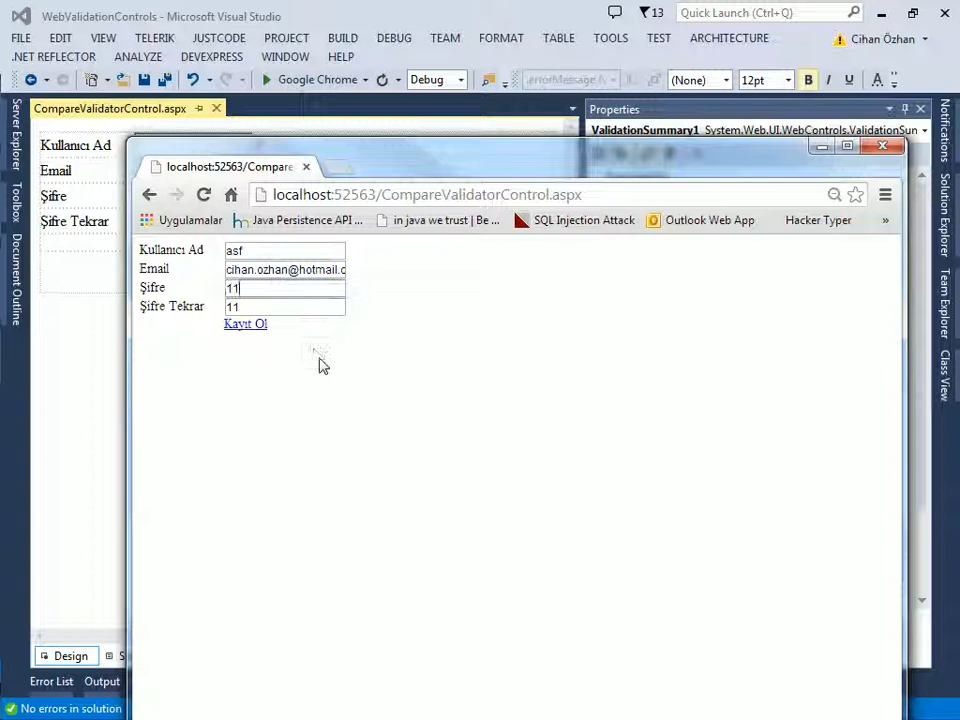 WebValidationControls - Microsoft Visual Studio
13
Quick Launch (Ctrl+Q)
FILE EDIT VIEW TELERIK JUSTCODE PROJECT BUILD DEBUG TEAM FORMAT TABLE TOOLS TEST ARCHITECTURE
Cihan Özhan
.NET REFLECTOR ANALYZE DEVEXPRESS WINDOW HELP
Google Chrome
Debug
.errorMessage
(None)
12pt
B I U A
CompareValidatorControl.aspx
Properties
ValidationSummary1 System.Web.UI.WebControls.ValidationSun
Server Explorer
Toolbox
Document Outline
Kullanıcı Ad
Email
Şifre
Şifre Tekrar
localhost:52563/Compare
localhost:52563/CompareValidatorControl.aspx
Uygulamalar
Java Persistence API ...
in java we trust | Be ...
SQL Injection Attack
Outlook Web App
Hacker Typer
»
Kullanıcı Ad asf
Email cihan.ozhan@hotmail.c
Şifre 11
Şifre Tekrar 11
Kayıt Ol
Notifications
Solution Explorer
Team Explorer
Class View
Design
S
Error List Output
No errors in solution